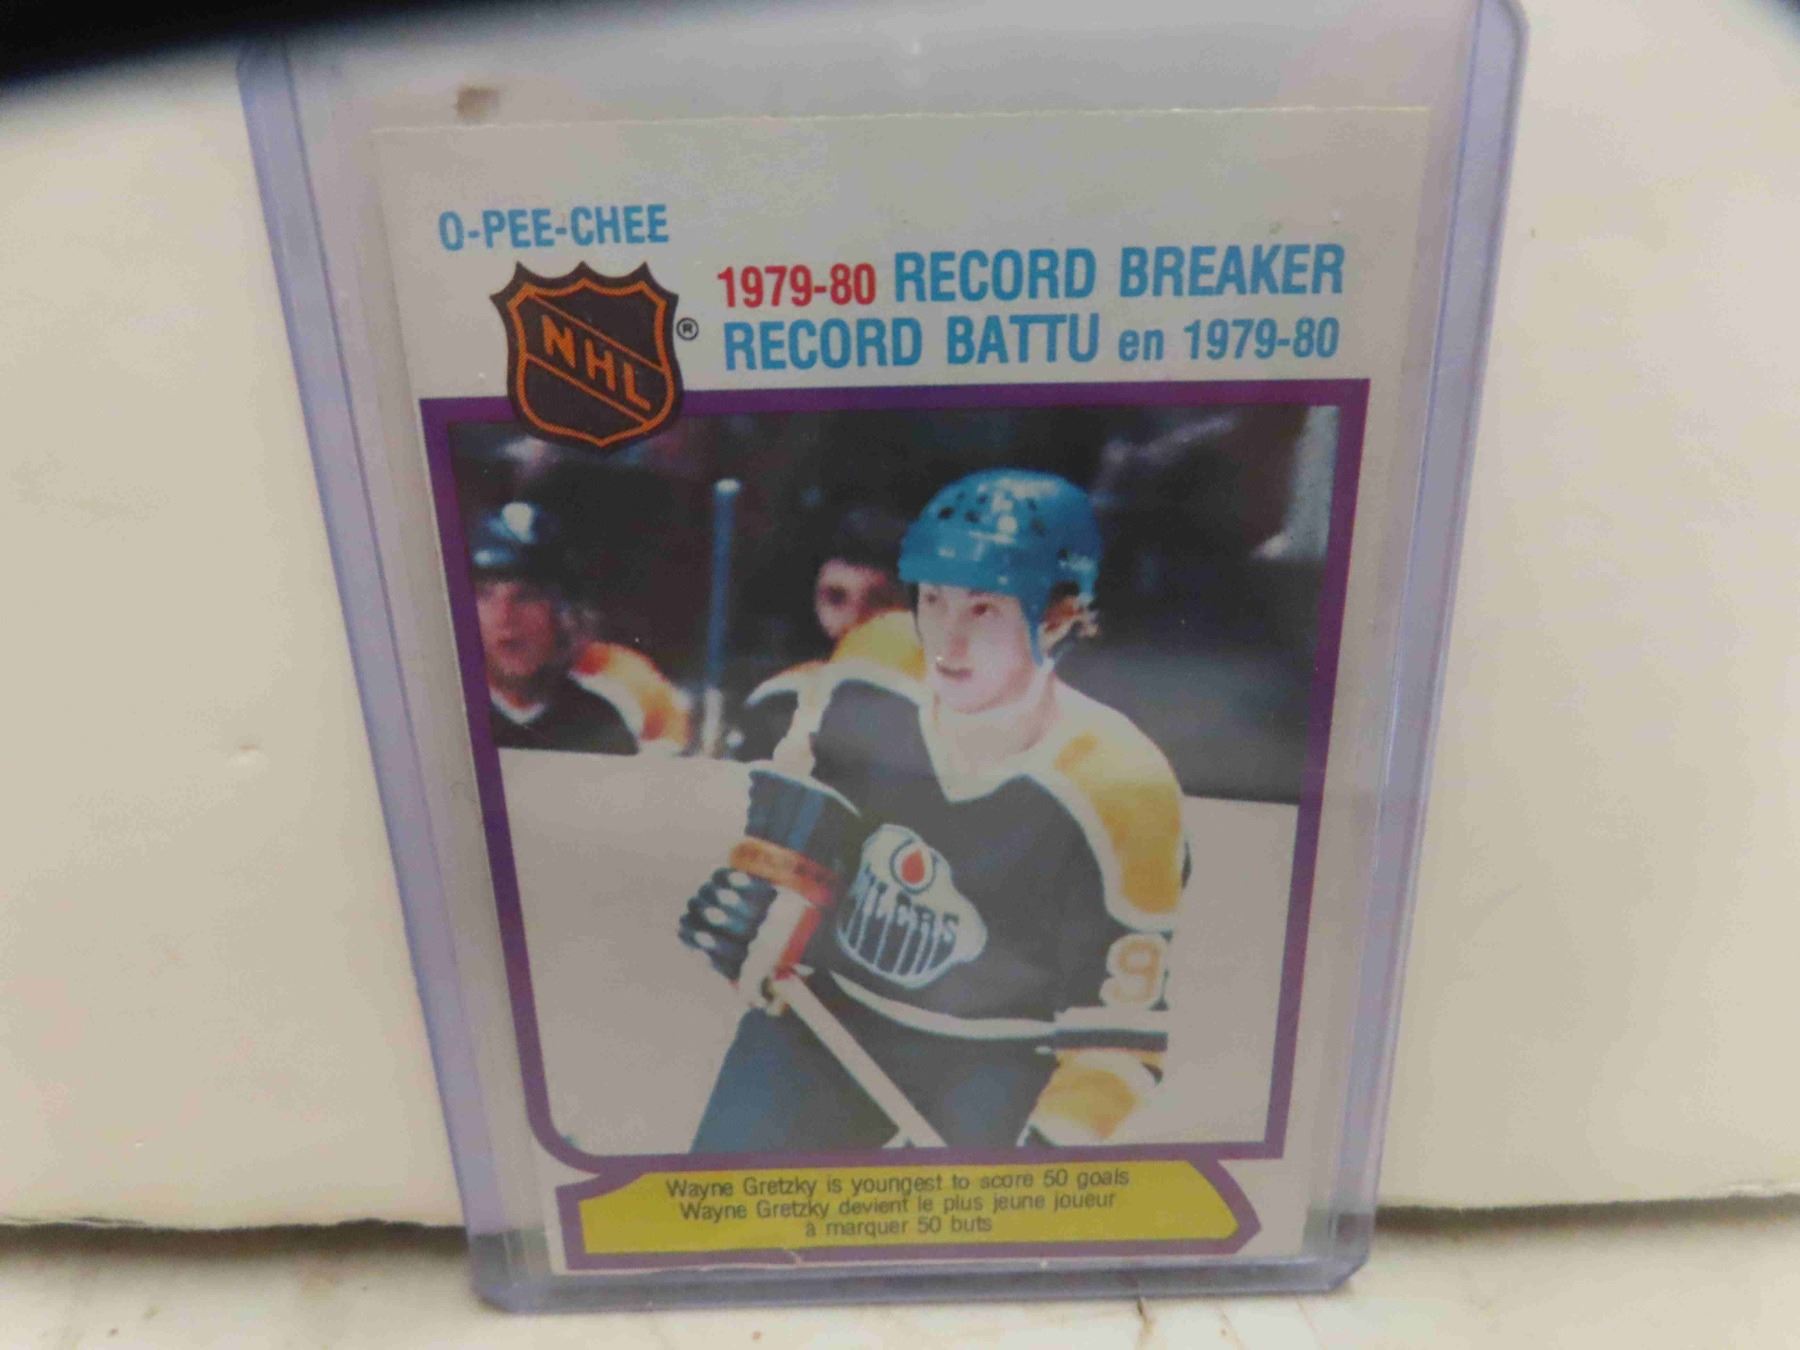 O-PEE-CHEE
1979-80 RECORD BREAKER
RECORD BATTU en 1979-80
NHL ®
OILERS
9
Wayne Gretzky is youngest to score 50 goals
Wayne Gretzky devient le plus jeune joueur
à marquer 50 buts